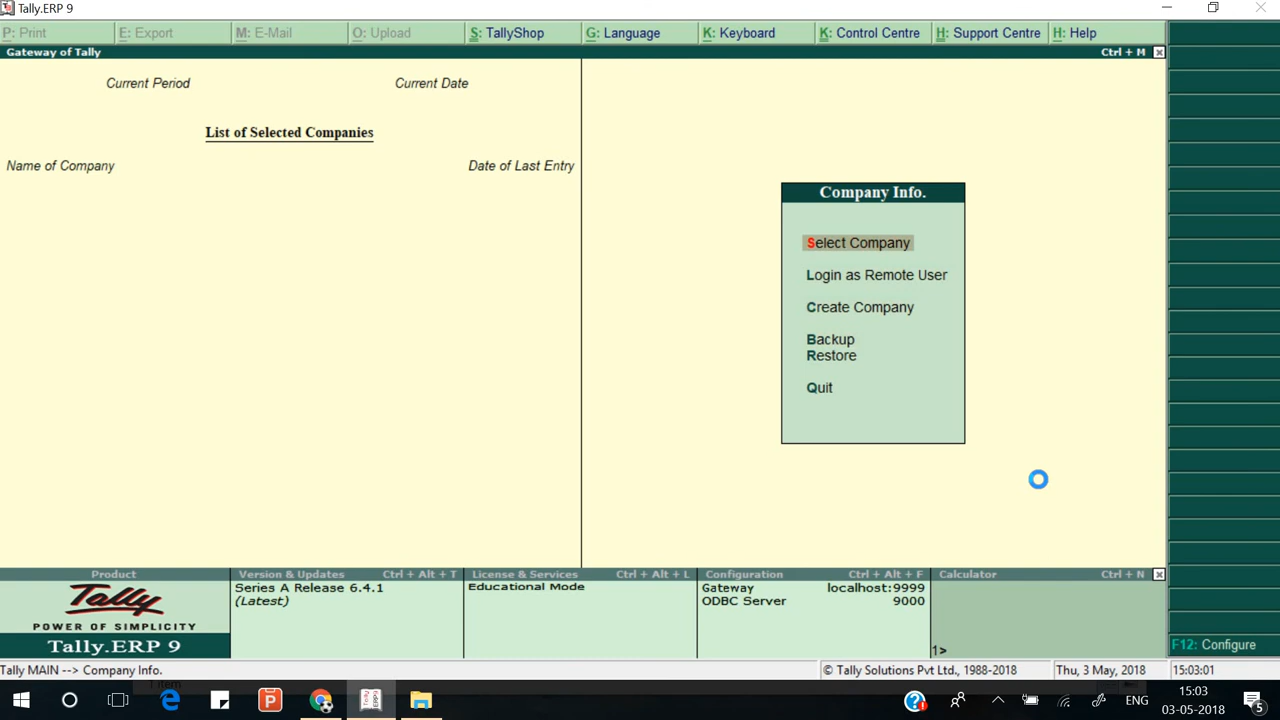 Tally.ERP 9
P: Print
E: Export
M: E-Mail
O: Upload
S: TallyShop
G: Language
K: Keyboard
K: Control Centre
H: Support Centre
H: Help
Gateway of Tally
Ctrl + M
Current Period
Current Date
List of Selected Companies
Name of Company
Date of Last Entry
Company Info.
Select Company
Login as Remote User
Create Company
Backup
Restore
Quit
Product
Tally
POWER OF SIMPLICITY
Tally.ERP 9
Version & Updates Ctrl + Alt + T
Series A Release 6.4.1
(Latest)
License & Services Ctrl + Alt + L
Educational Mode
Configuration Ctrl + Alt + F
Gateway localhost:9999
ODBC Server 9000
Calculator Ctrl + N
1>
F12: Configure
Tally MAIN --> Company Info.
© Tally Solutions Pvt Ltd., 1988-2018
Thu, 3 May, 2018
15:03:01
ENG
15:03
03-05-2018
5